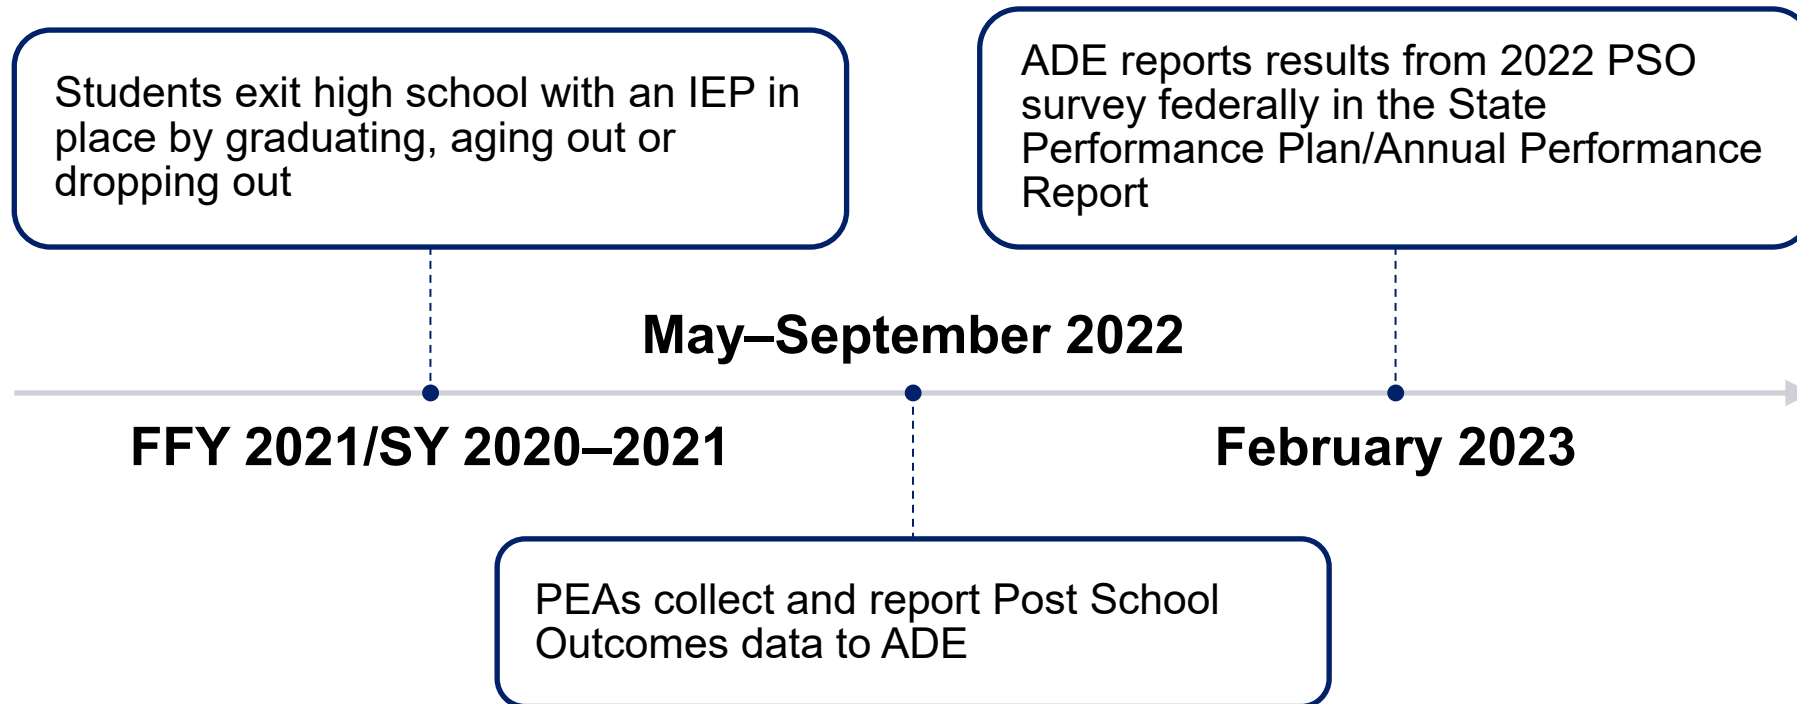 Students exit high school with an IEP in
place by graduating, aging out or
dropping out
ADE reports results from 2022 PSO
survey federally in the State
Performance Plan/Annual Performance
Report
May–September 2022
FFY 2021/SY 2020–2021
February 2023
PEAs collect and report Post School
Outcomes data to ADE